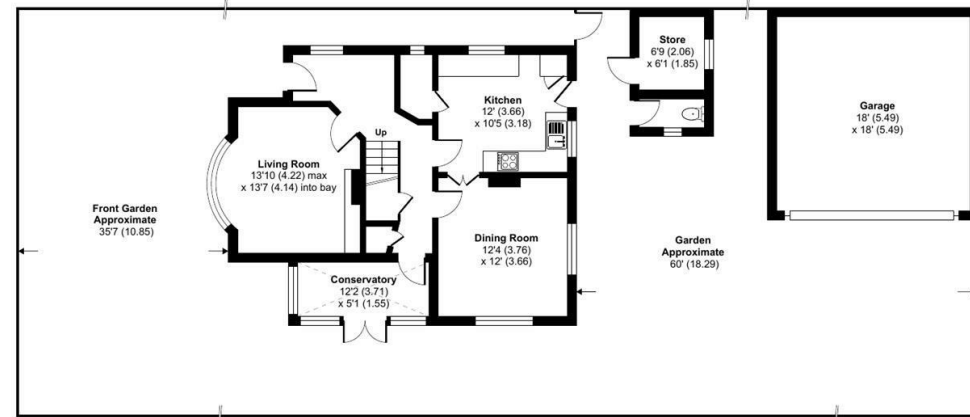 Store
6'9 (2.06)
x 6'1 (1.85)
Kitchen
12' (3.66)
x 10'5 (3.18)
Garage
18' (5.49)
x 18' (5.49)
Up
Living Room
13'10 (4.22) max
x 13'7 (4.14) into bay
Front Garden
Approximate
35'7 (10.85)
Dining Room
12'4 (3.76)
x 12' (3.66)
Garden
Approximate
60' (18.29)
Conservatory
12'2 (3.71)
x 5'1 (1.55)